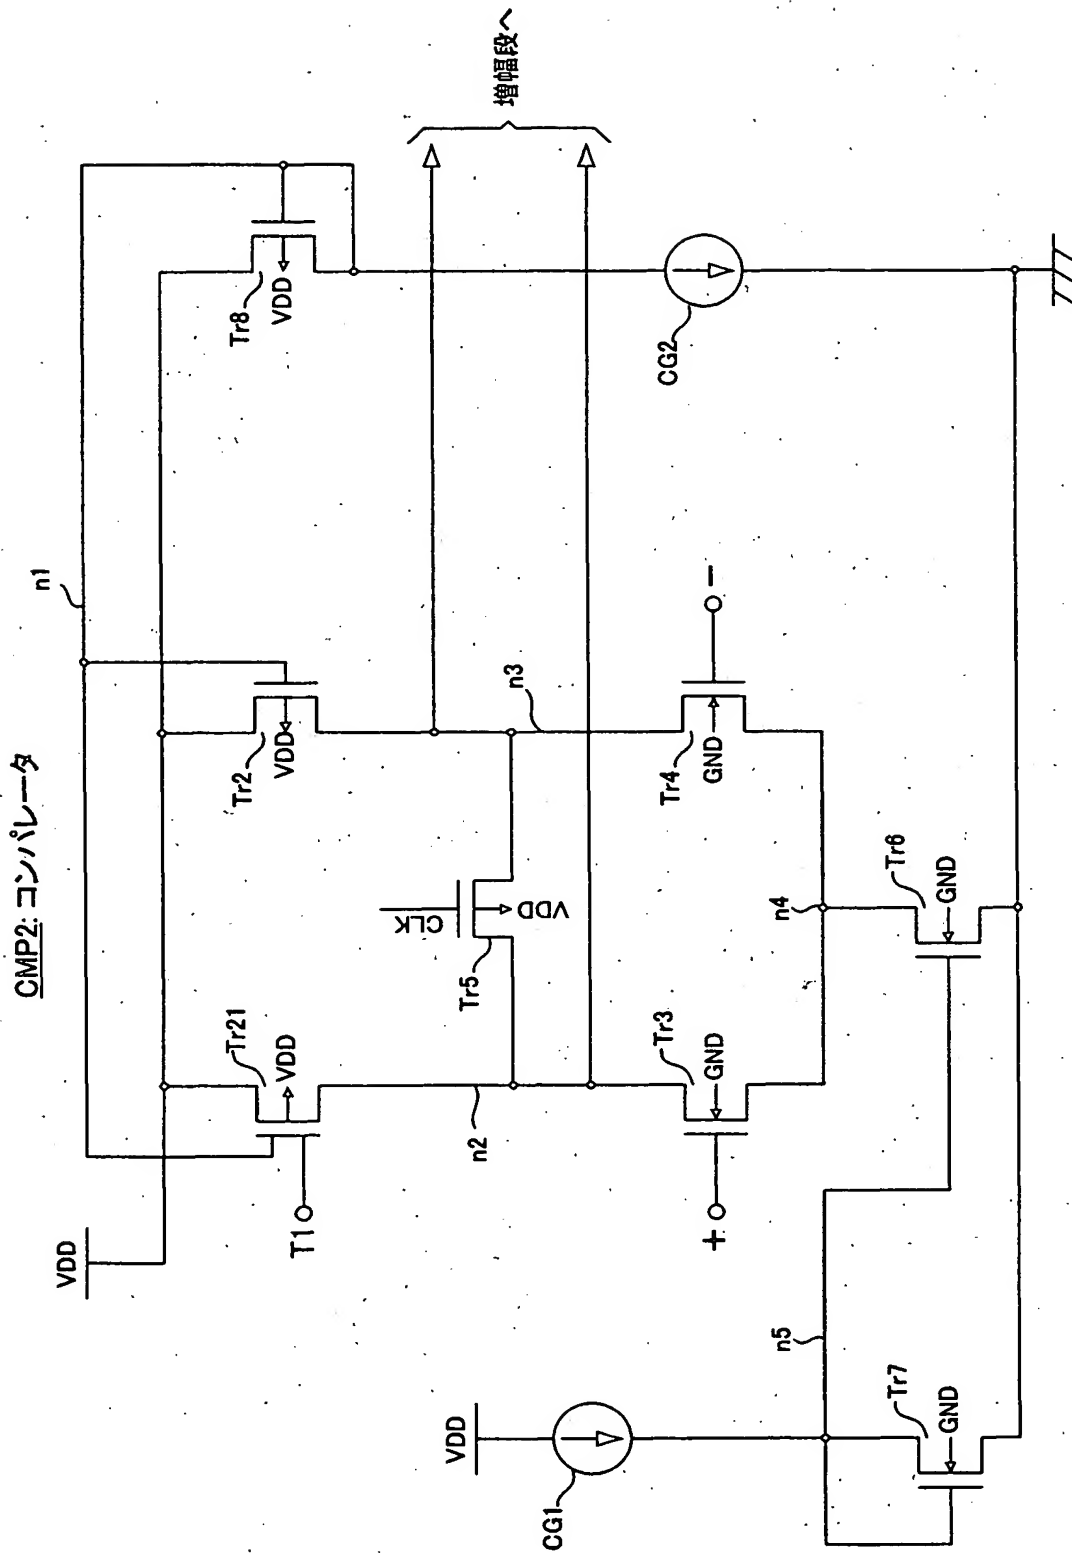 CMP2: コンパレータ
n1
VDD
Tr21
VDD
T1
Tr2
VDD
Tr8
VDD
増幅段へ
CLK
VDD
Tr5
n2
n3
VDD
CG1
+
Tr3
GND
Tr4
GND
-
CG2
n4
n5
Tr6
GND
Tr7
GND